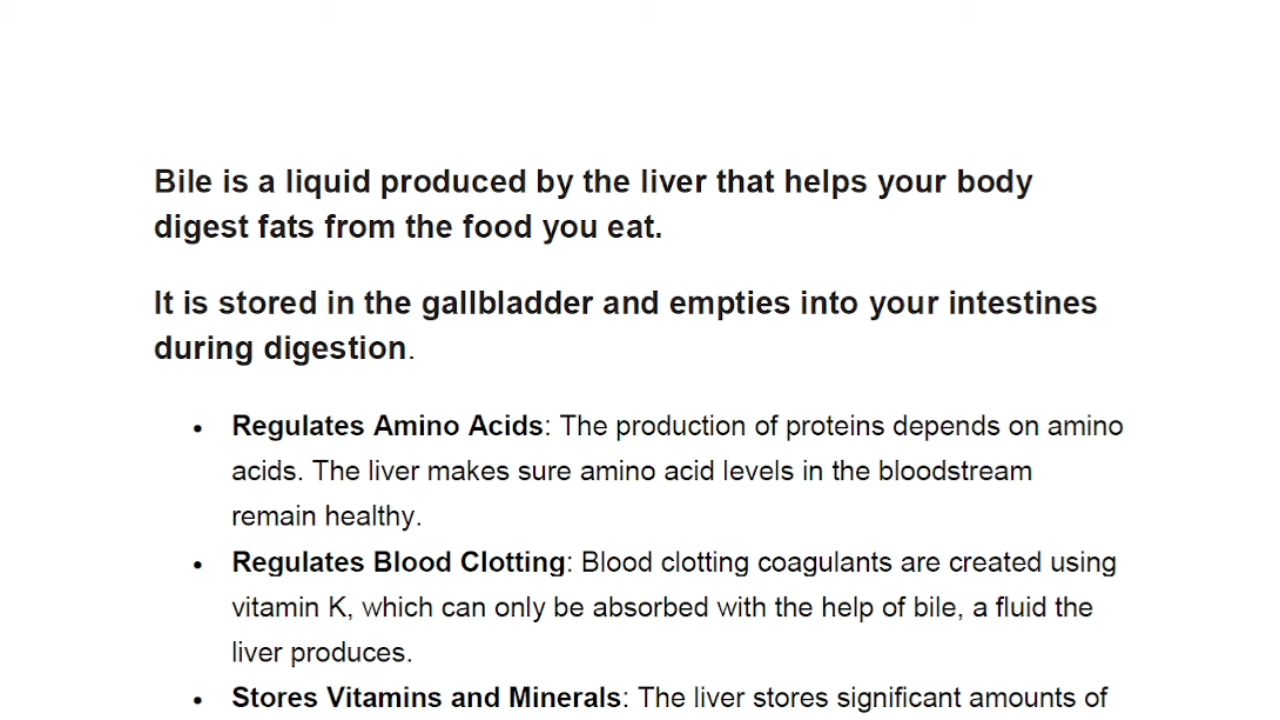 Bile is a liquid produced by the liver that helps your body
digest fats from the food you eat.
It is stored in the gallbladder and empties into your intestines
during digestion.
• Regulates Amino Acids: The production of proteins depends on amino
acids. The liver makes sure amino acid levels in the bloodstream
remain healthy.
• Regulates Blood Clotting: Blood clotting coagulants are created using
vitamin K, which can only be absorbed with the help of bile, a fluid the
liver produces.
• Stores Vitamins and Minerals: The liver stores significant amounts of